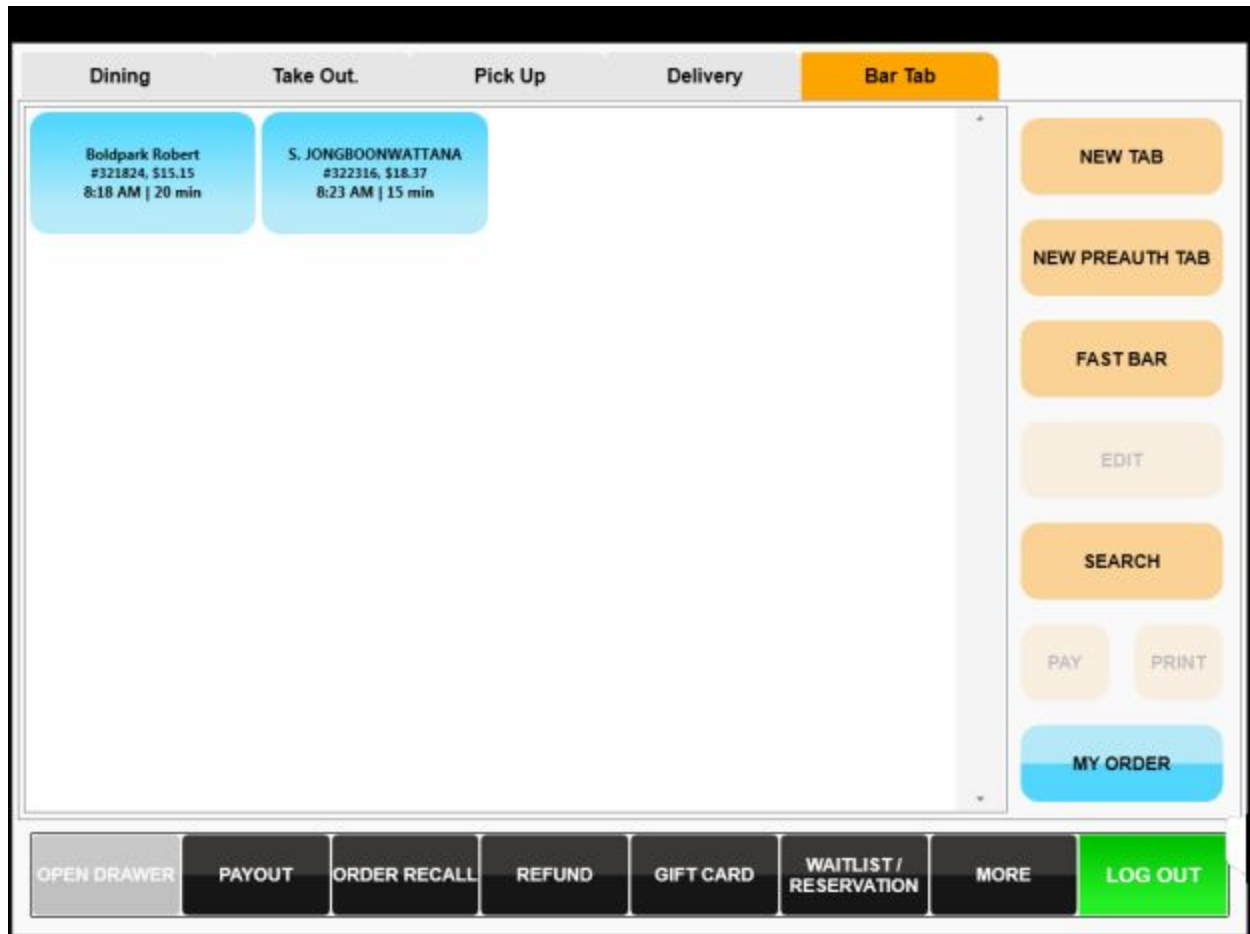 Dining
Take Out.
Pick Up
Delivery
Bar Tab
Boldpark Robert
#321824, $15.15
8:18 AM | 20 min
S. JONGBOONWATTANA
#322316, $18.37
8:23 AM | 15 min
NEW TAB
NEW PREAUTH TAB
FAST BAR
EDIT
SEARCH
PAY
PRINT
MY ORDER
OPEN DRAWER
PAYOUT
ORDER RECALL
REFUND
GIFT CARD
WAITLIST /
RESERVATION
MORE
LOG OUT